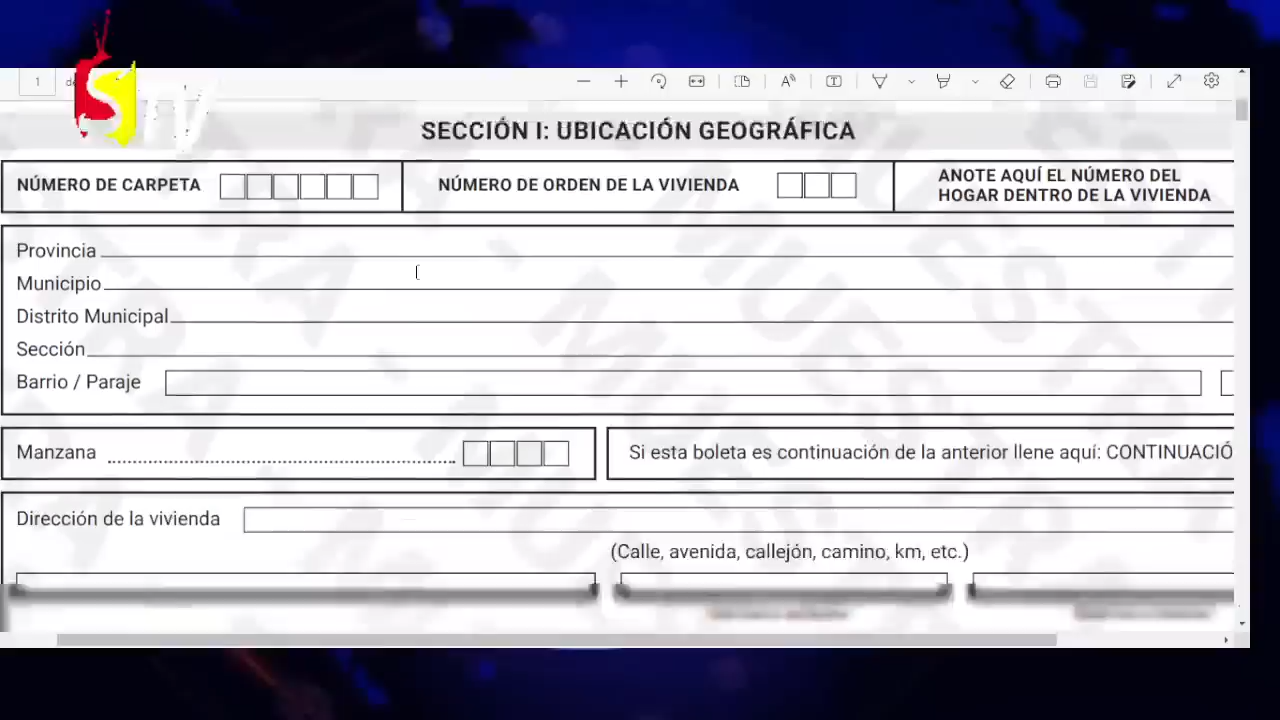 1
STV
SECCIÓN I: UBICACIÓN GEOGRÁFICA
NÚMERO DE CARPETA
NÚMERO DE ORDEN DE LA VIVIENDA
ANOTE AQUÍ EL NÚMERO DEL
HOGAR DENTRO DE LA VIVIENDA
Provincia
Municipio
Distrito Municipal
Sección
Barrio / Paraje
Manzana
Si esta boleta es continuación de la anterior llene aquí: CONTINUACIÓ
Dirección de la vivienda
(Calle, avenida, callejón, camino, km, etc.)